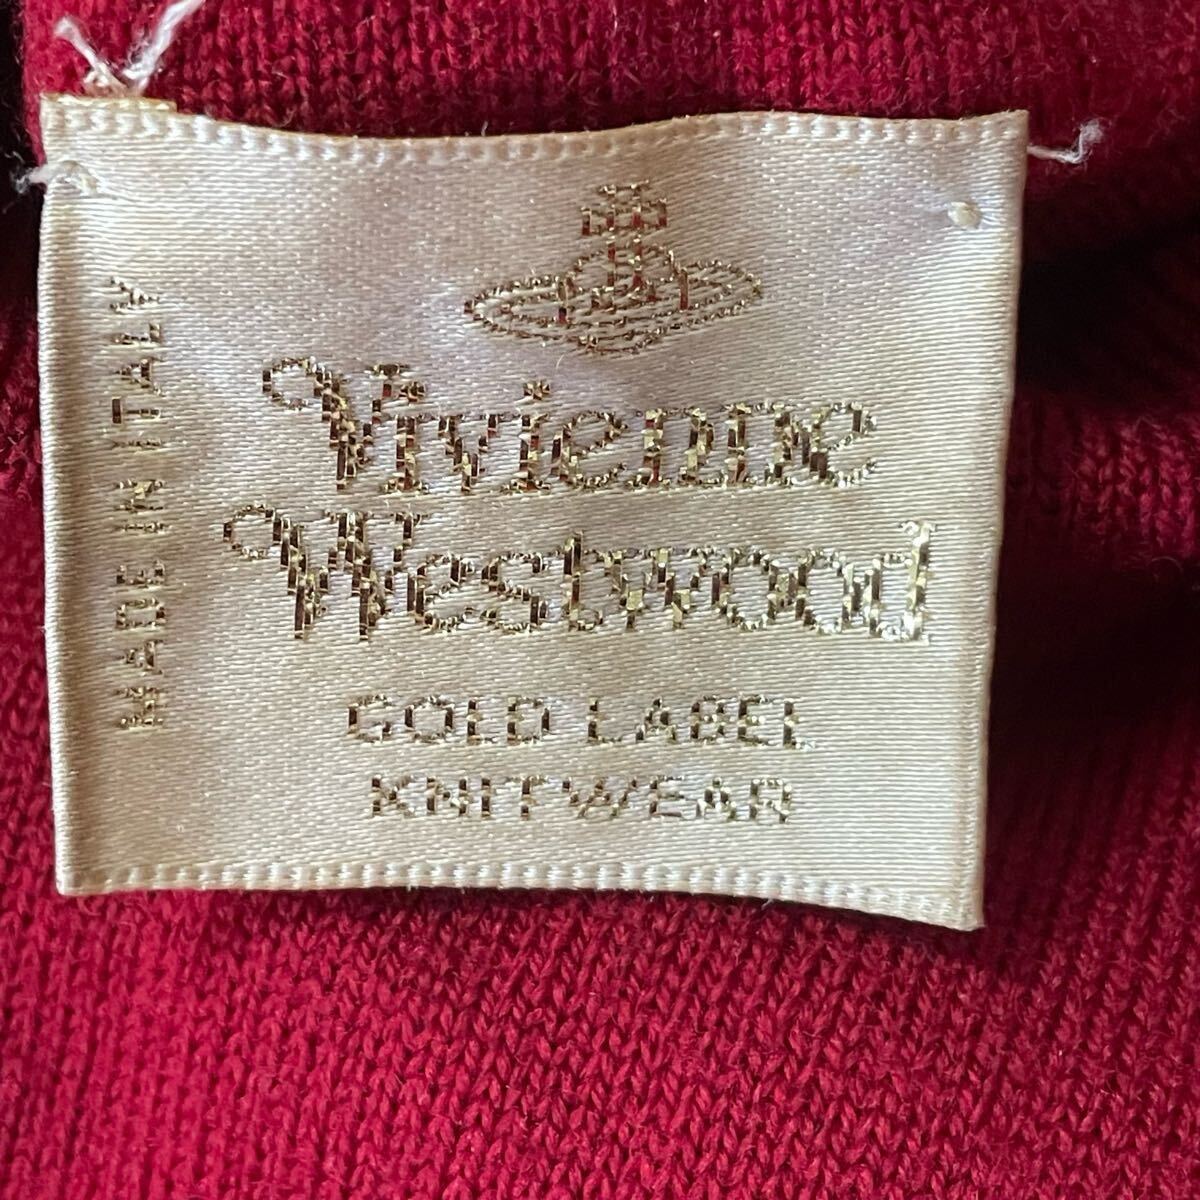 Vivienne
Westwood
GOLD LABEL
KNITWEAR
MADE IN ITALY